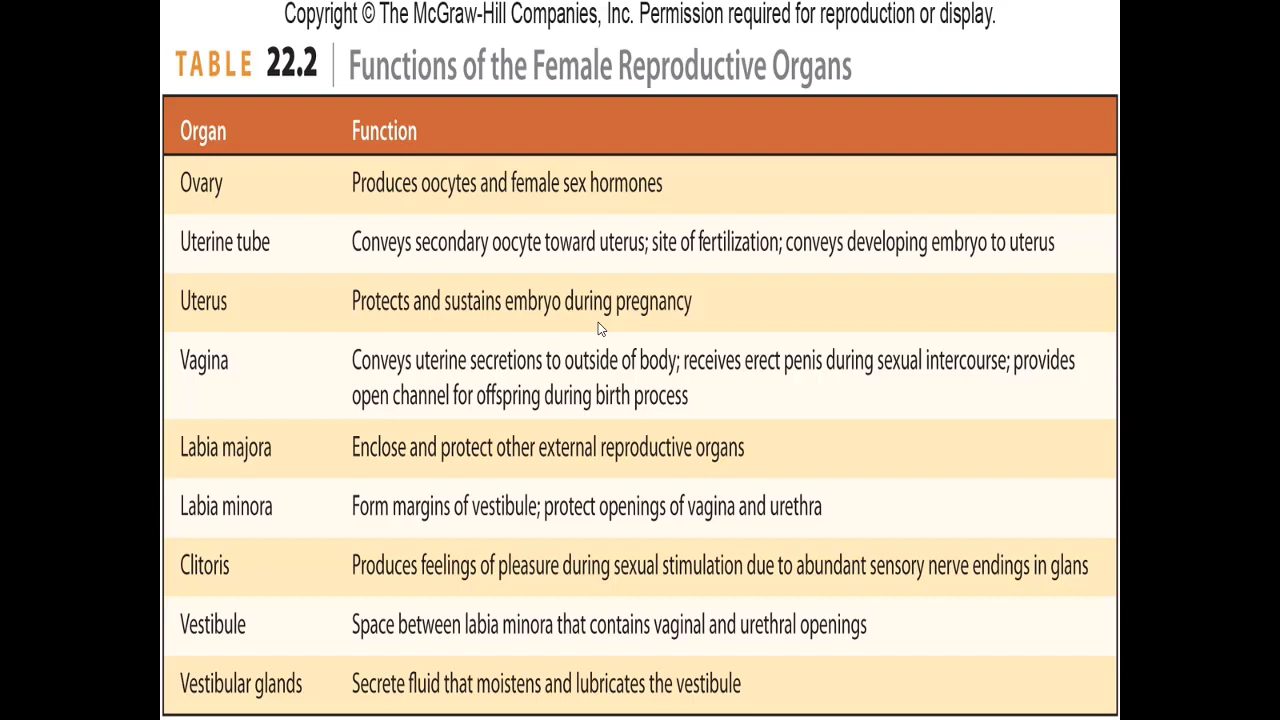 Copyright © The McGraw-Hill Companies, Inc. Permission required for reproduction or display.
TABLE 22.2 Functions of the Female Reproductive Organs
Organ Function
Ovary Produces oocytes and female sex hormones
Uterine tube Conveys secondary oocyte toward uterus; site of fertilization; conveys developing embryo to uterus
Uterus Protects and sustains embryo during pregnancy
Vagina Conveys uterine secretions to outside of body; receives erect penis during sexual intercourse; provides
open channel for offspring during birth process
Labia majora Enclose and protect other external reproductive organs
Labia minora Form margins of vestibule; protect openings of vagina and urethra
Clitoris Produces feelings of pleasure during sexual stimulation due to abundant sensory nerve endings in glans
Vestibule Space between labia minora that contains vaginal and urethral openings
Vestibular glands Secrete fluid that moistens and lubricates the vestibule